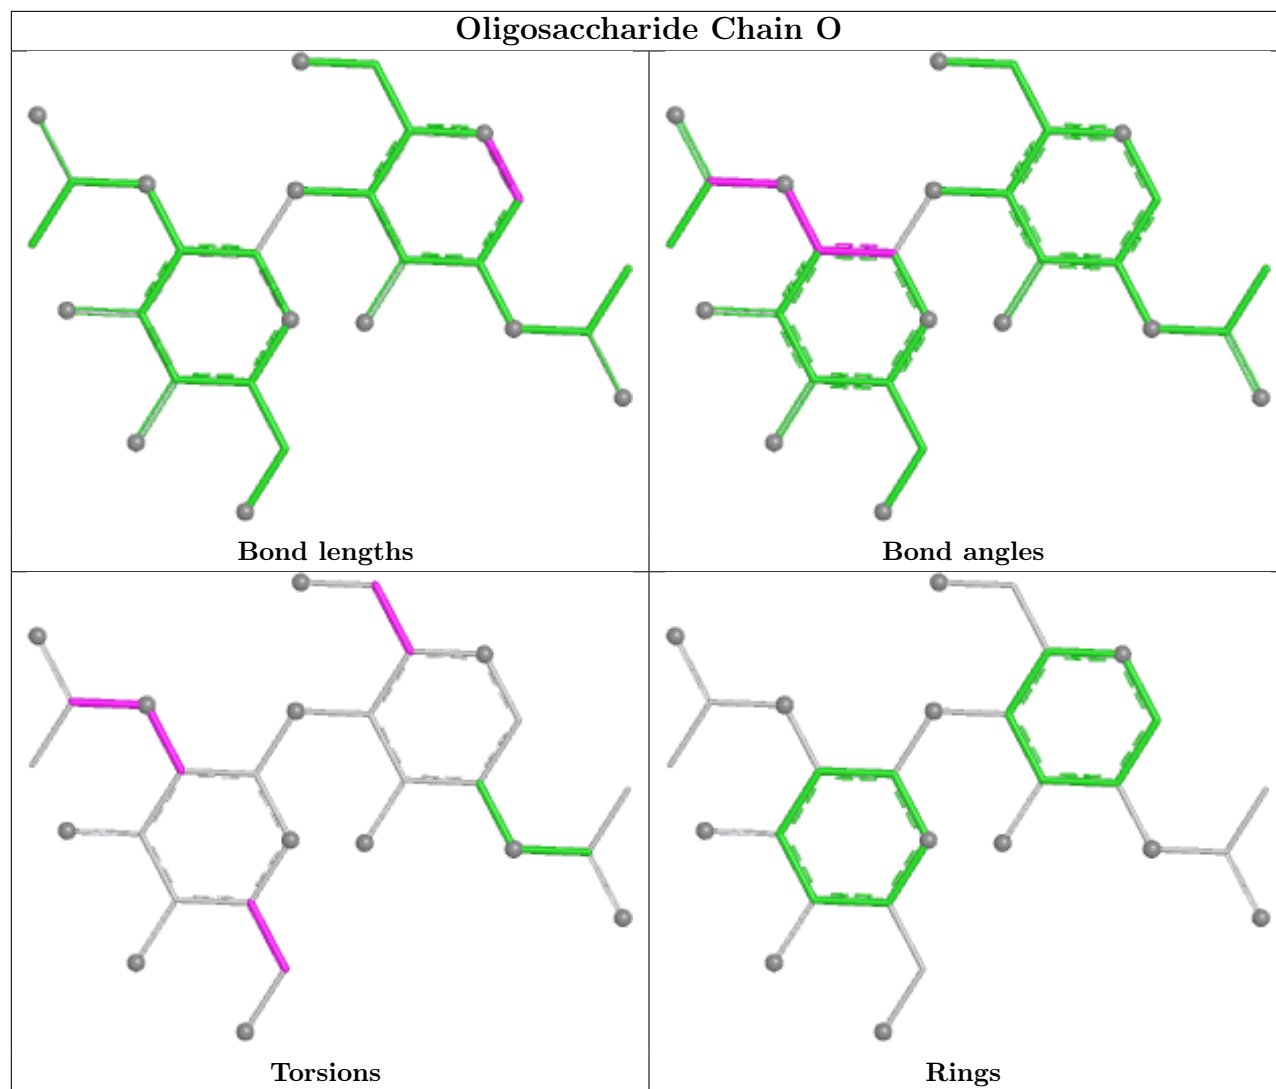 Oligosaccharide Chain O
Bond lengths
Bond angles
Torsions
Rings